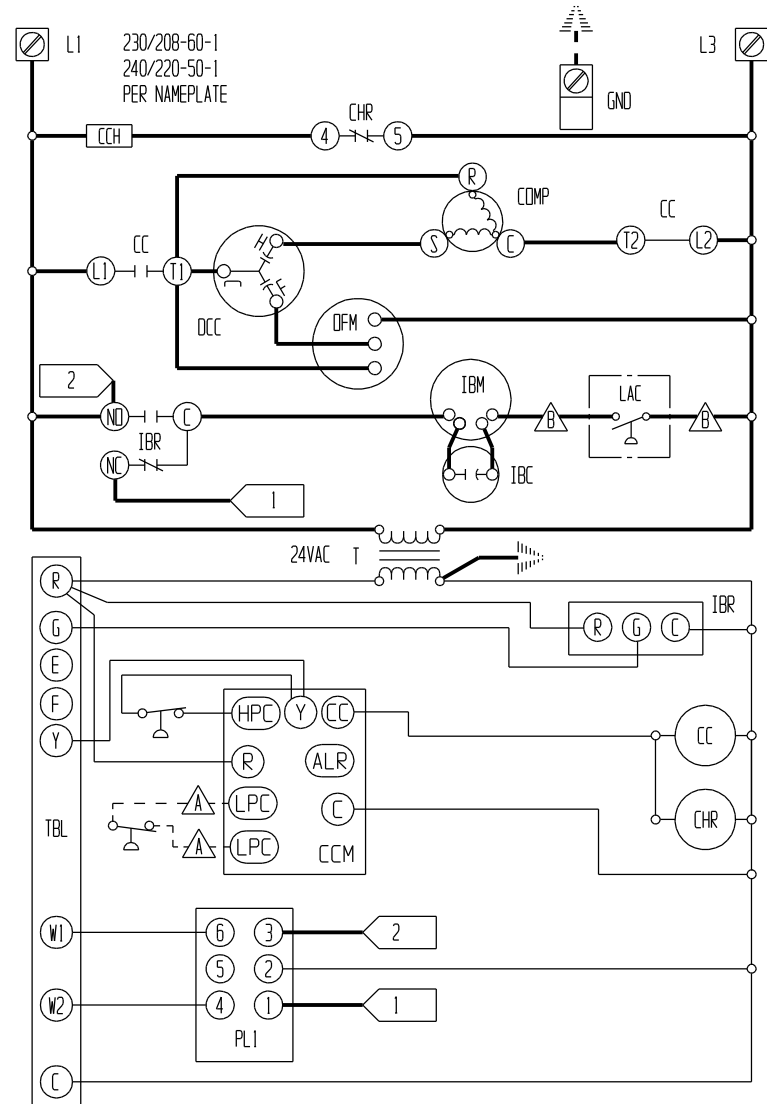 L1
230/208-60-1
240/220-50-1
PER NAMEPLATE
GND
L3
CHR
CCH
4
5
R
COMP
S
C
CC
T2
L2
CC
L1
T1
H
C
F
DCC
OFM
2
NO
C
IBR
NC
1
IBM
IBC
B
LAC
B
24VAC T
R
G
E
F
Y
TBL
W1
W2
C
IBR
R G C
HPC Y CC
R ALR
LPC
C
LPC
CCM
A
A
CC
CHR
6 3
5 2
4 1
PL1
2
1